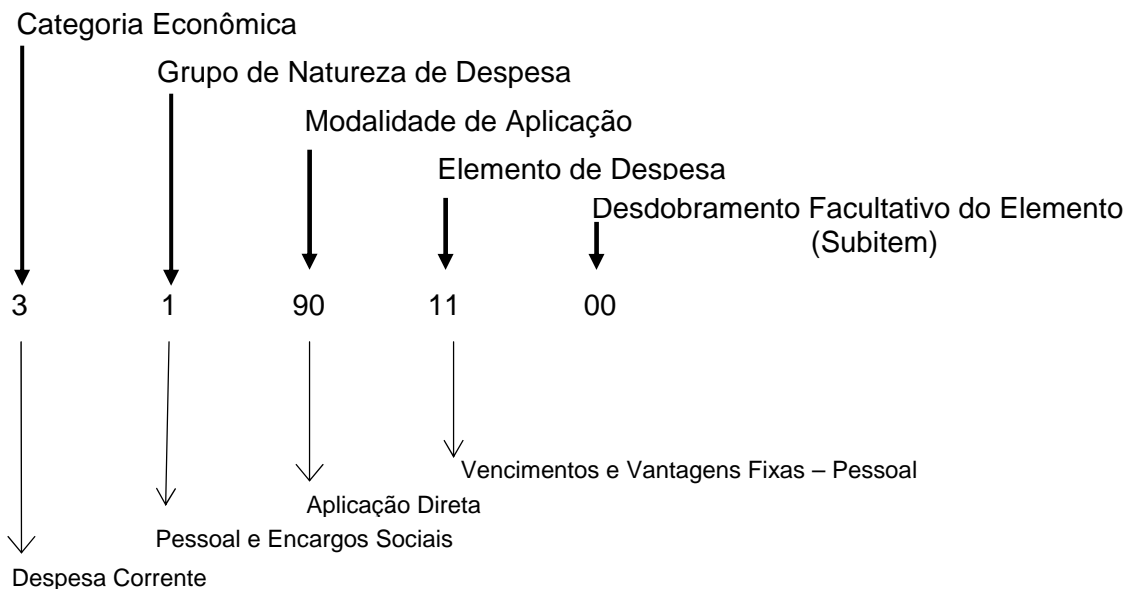 Categoria Econômica
Grupo de Natureza de Despesa
Modalidade de Aplicação
Elemento de Despesa
Desdobramento Facultativo do Elemento
(Subitem)
3 1 90 11 00
Vencimentos e Vantagens Fixas – Pessoal
Aplicação Direta
Pessoal e Encargos Sociais
Despesa Corrente